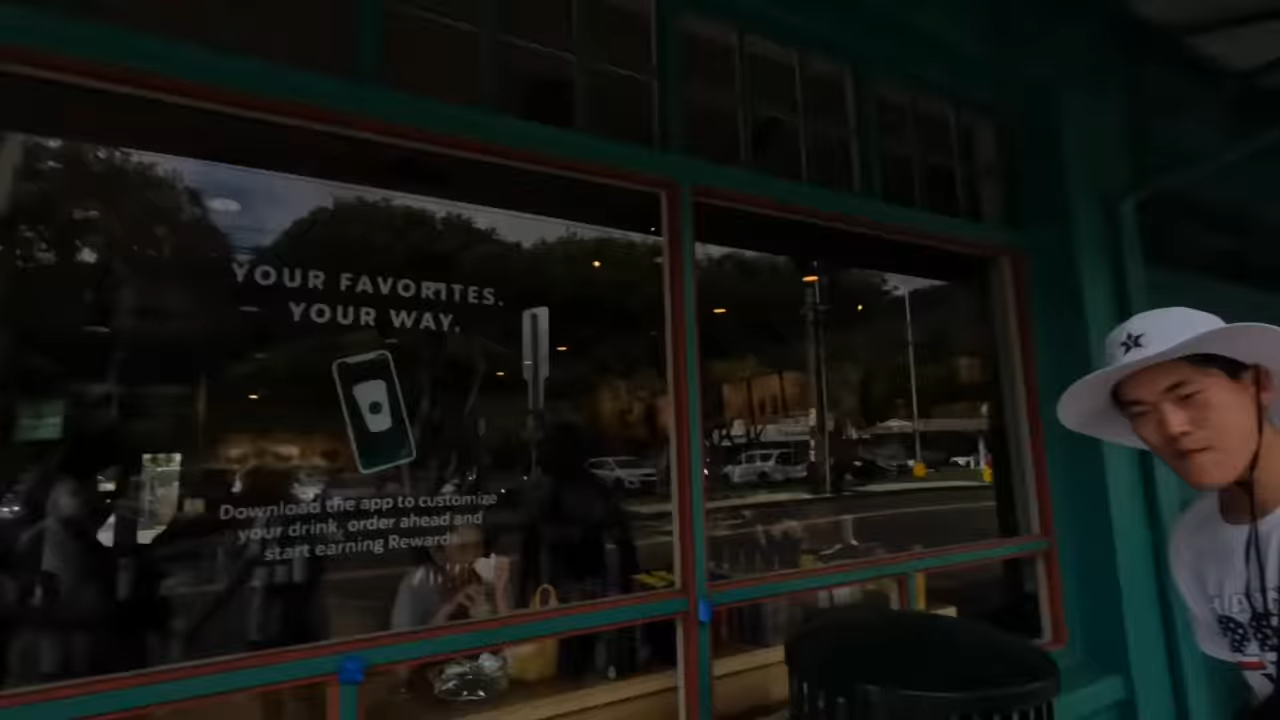 YOUR FAVORITES.
YOUR WAY.
Download the app to customize
your drink, order ahead and
start earning Rewards